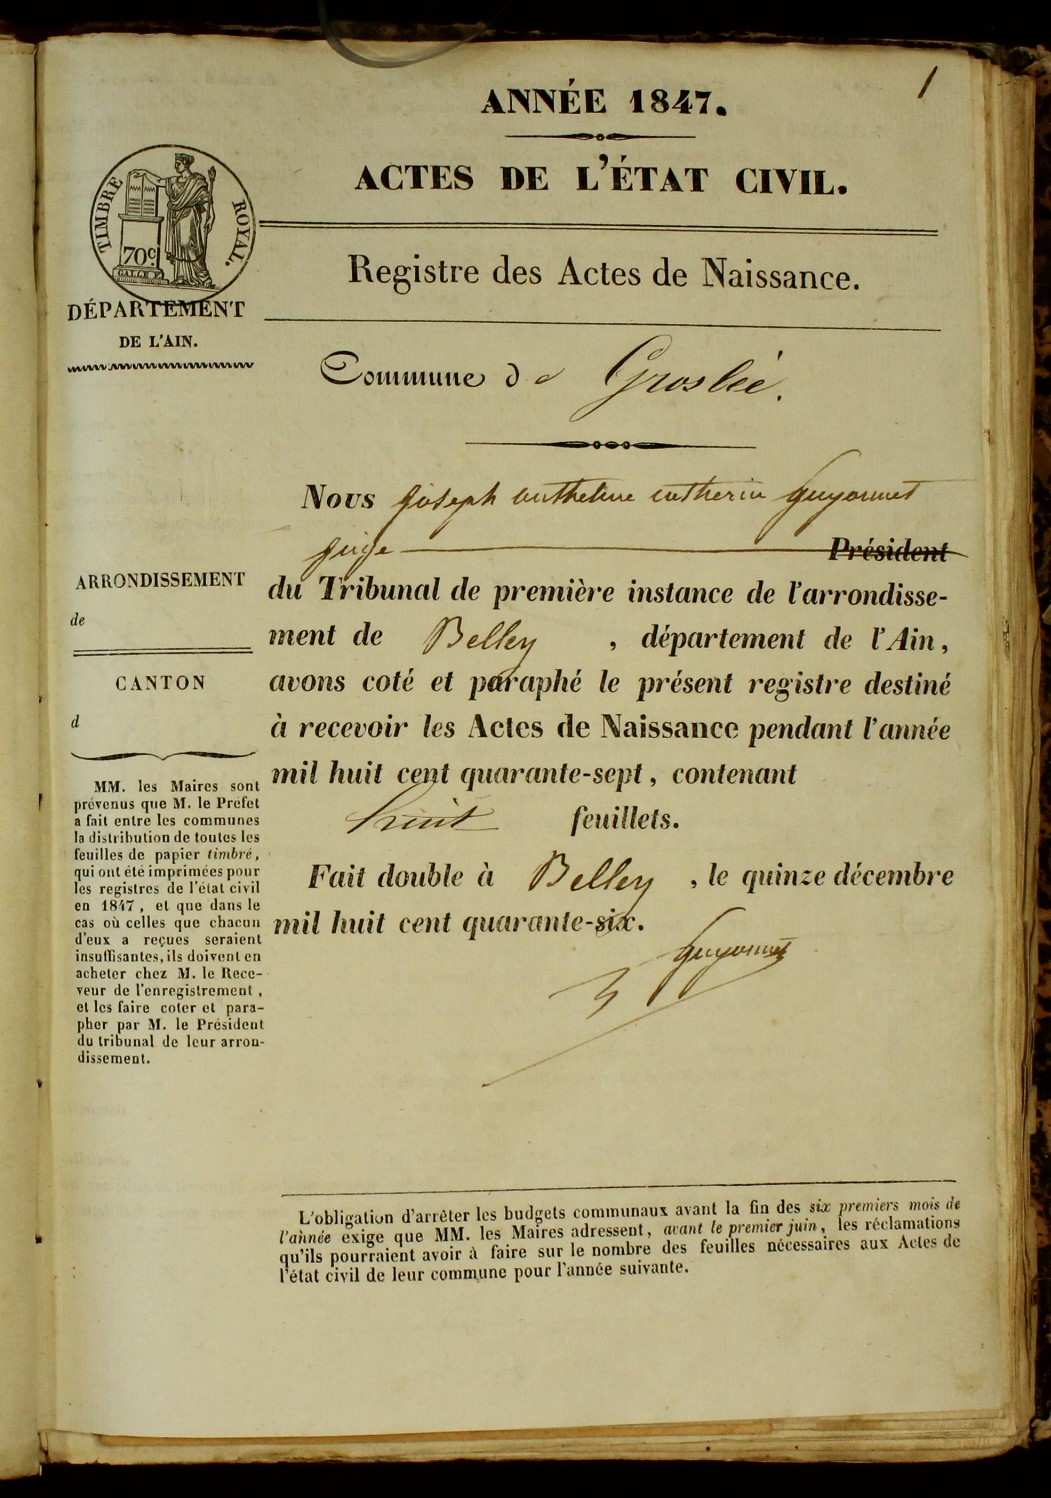 1
ANNÉE 1847.
ACTES DE L'ÉTAT CIVIL.
TIMBRE ROYAL.
70c
GALLE F.
DÉPARTEMENT
DE L'AIN.
Registre des Actes de Naissance.
Commune de Groslée.
Nous Joseph anthelme catherin Guyonnet
juge Président
du Tribunal de première instance de l'arrondisse-
ment de Belley, département de l'Ain,
avons coté et paraphé le présent registre destiné
à recevoir les Actes de Naissance pendant l'année
mil huit cent quarante-sept, contenant
huit feuillets.
Fait double à Belley, le quinze décembre
mil huit cent quarante-six.
Guyonnet
ARRONDISSEMENT
de
CANTON
d
MM. les Maires sont
prévenus que M. le Préfet
a fait entre les communes
la distribution de toutes les
feuilles de papier timbré,
qui ont été imprimées pour
les registres de l'état civil
en 1847, et que dans le
cas où celles que chacun
d'eux a reçues seraient
insuffisantes, ils doivent en
acheter chez M. le Rece-
veur de l'enregistrement,
et les faire coter et para-
pher par M. le Président
du tribunal de leur arron-
dissement.
L'obligation d'arrêter les budgets communaux avant la fin des six premiers mois de
l'année exige que MM. les Maires adressent, avant le premier juin, les réclamations
qu'ils pourraient avoir à faire sur le nombre des feuilles nécessaires aux Actes de
l'état civil de leur commune pour l'année suivante.